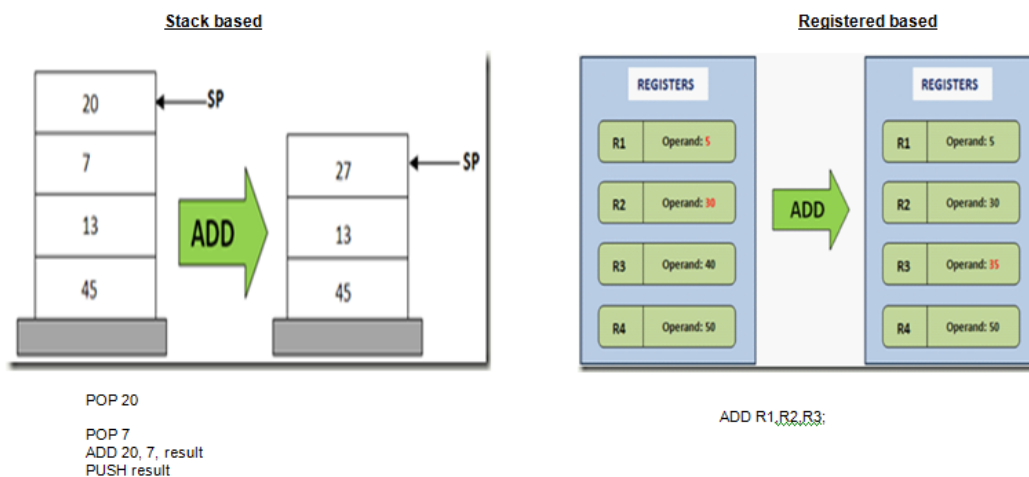 Stack based
20
SP
7
13
45
ADD
27
SP
13
45
POP 20
POP 7
ADD 20, 7, result
PUSH result
Registered based
REGISTERS
R1 Operand: 5
R2 Operand: 30
R3 Operand: 40
R4 Operand: 50
ADD
REGISTERS
R1 Operand: 5
R2 Operand: 30
R3 Operand: 35
R4 Operand: 50
ADD R1,R2,R3;